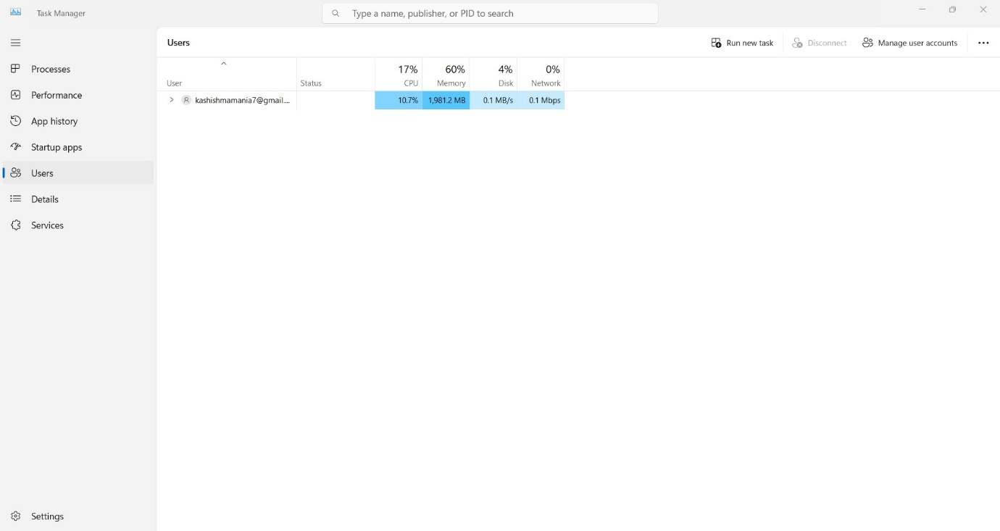 Task Manager
Type a name, publisher, or PID to search
Users
Run new task
Disconnect
Manage user accounts
Processes
Performance
App history
Startup apps
Users
Details
Services
Settings
17% 60% 4% 0%
User Status CPU Memory Disk Network
kashishmamania7@gmail.... 10.7% 1,981.2 MB 0.1 MB/s 0.1 Mbps